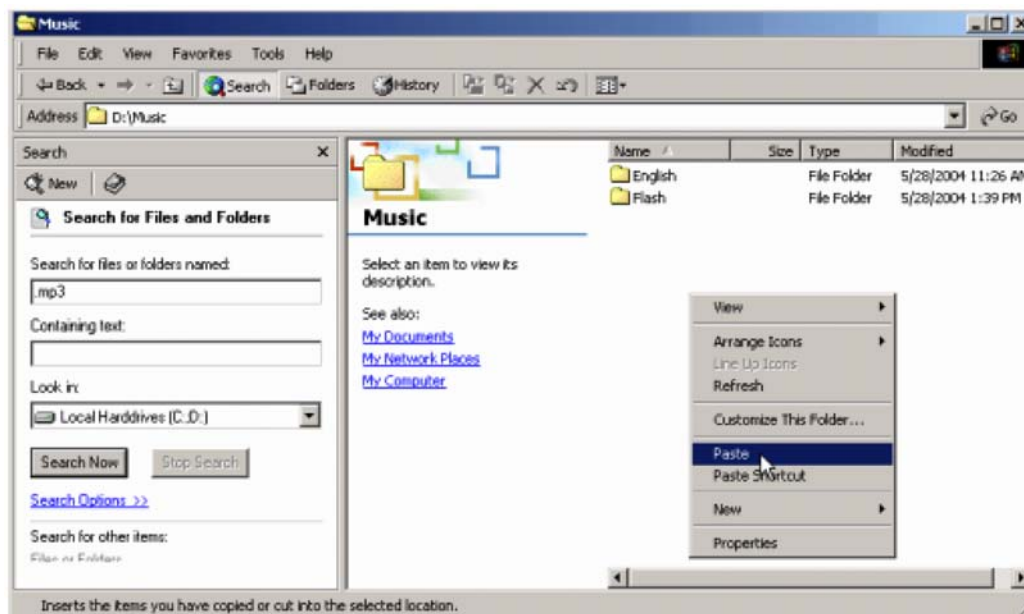 Music
File Edit View Favorites Tools Help
Back Search Folders History
Address D:\Music Go
Search
New
Search for Files and Folders
Search for files or folders named:
.mp3
Containing text:
Look in:
Local Harddrives (C:,D:)
Search Now Stop Search
Search Options >>
Search for other items:
Files or Folders
Music
Select an item to view its
description.
See also:
My Documents
My Network Places
My Computer
Name Size Type Modified
English File Folder 5/28/2004 11:26 AM
Flash File Folder 5/28/2004 1:39 PM
View
Arrange Icons
Line Up Icons
Refresh
Customize This Folder...
Paste
Paste Shortcut
New
Properties
Inserts the items you have copied or cut into the selected location.